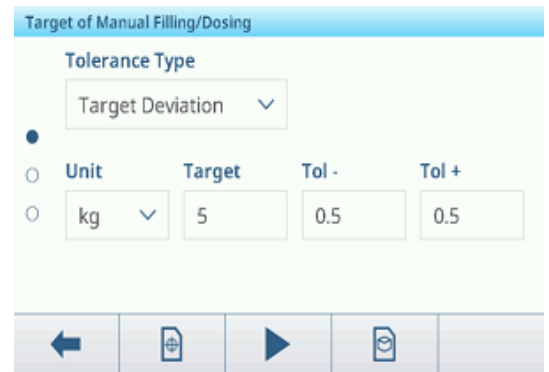 Target of Manual Filling/Dosing
Tolerance Type
Target Deviation
Unit Target Tol - Tol +
kg 5 0.5 0.5